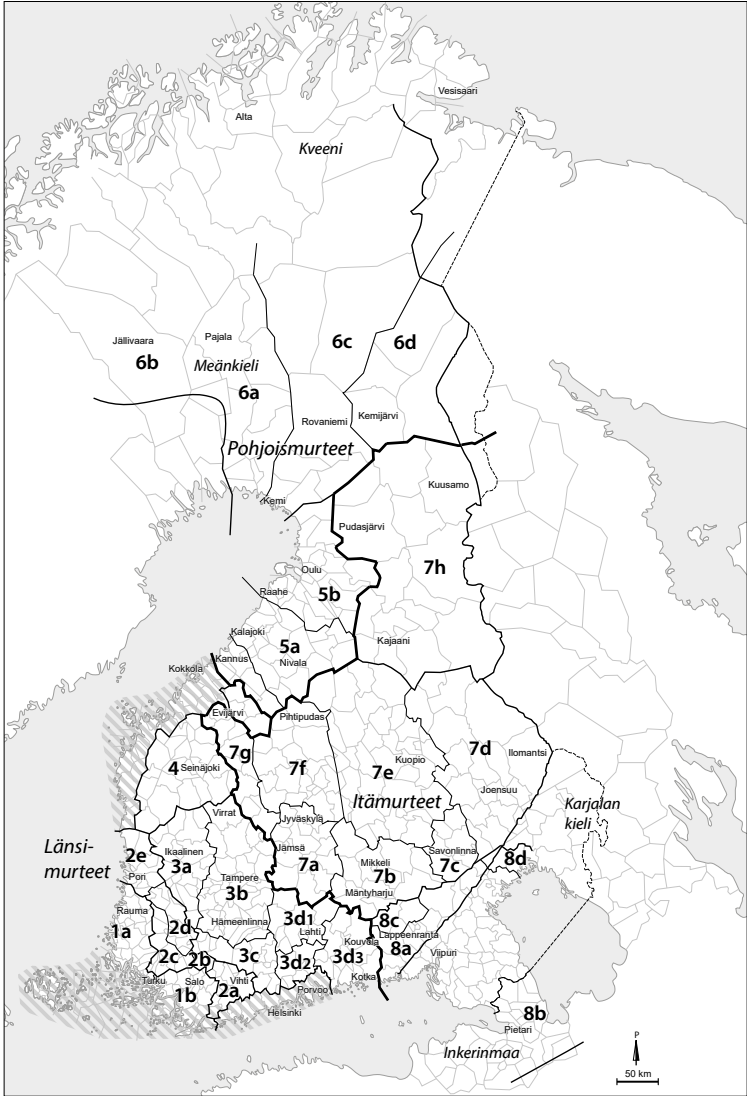 Vesisaari
Alta
Kveeni
Jällivaara
6b
Pajala
Meänkieli
6a
6c
6d
Rovaniemi
Kemijärvi
Pohjoismurteet
Kemi
Kuusamo
Pudasjärvi
7h
Oulu
5b
Raahe
Kalajoki
5a
Nivala
Kannus
Kokkola
Kajaani
Evijärvi
Pihtipudas
4
Seinäjoki
7g
7f
7e
Kuopio
7d
Ilomantsi
Joensuu
Itämurteet
Karjalan
kieli
Virrat
Jyväskylä
Länsi-
murteet
2e
Pori
Ikaalinen
3a
Jämsä
7a
Mikkeli
7b
Mäntyharju
Savonlinna
7c
8d
Tampere
3b
Rauma
1a
2d
Hämeenlinna
3d1
Lahti
8c
Lappeenranta
8a
Kouvola
3d3
Viipuri
2c
2b
3c
3d2
Turku
Salo
1b
Vihti
2a
Porvoo
Kotka
Helsinki
8b
Pietari
Inkerinmaa
P
50 km